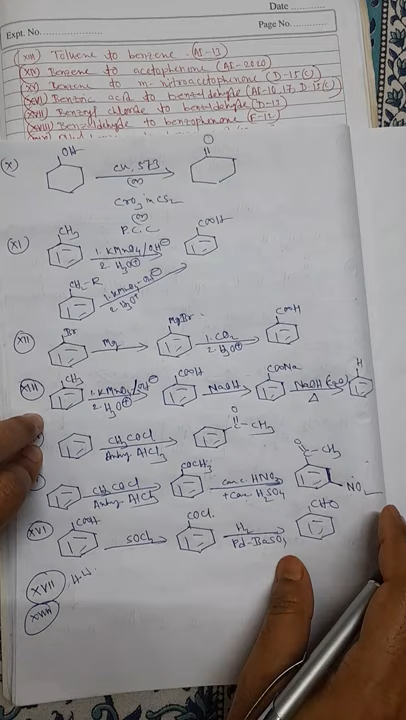 Date ............
Expt. No. ............
Page No. ............
(XIII) Toluene to benzene. (AI-13)
(XIV) Benzene to acetophenone (AI-2020)
(XV) Benzene to m-nitroacetophenone (D-15(C))
(XVI) Benzoic acid to benzaldehyde (AI-10, 17, D-15(C))
(XVII) Benzoyl chloride to benzaldehyde (D-12)
(XVIII) Benzaldehyde to benzophenone (F-12)
(X) OH Cu, 573 O
(or)
CrO3 in CS2
(or)
P.C.C
(XI) CH3 1. KMnO4/OH⊖ 2. H3O⊕ COOH
CH2-R 1. KMnO4-OH⊖ 2. H3O⊕
(XII) Br Mg MgBr 1. CO2 2. H3O⊕ COOH
(XIII) CH3 1. KMnO4/OH⊖ 2. H3O⊕ COOH NaOH COONa NaOH Δ H
CH3COCl Anhy. AlCl3 O C-CH3
CH3COCl Anhy. AlCl3 COCH3 conc. HNO3 + conc. H2SO4 O C-CH3 NO2
(XVI) COOH SOCl2 COCl H2 Pd-BaSO4 CHO
(XVII) H.W.
(XVIII)